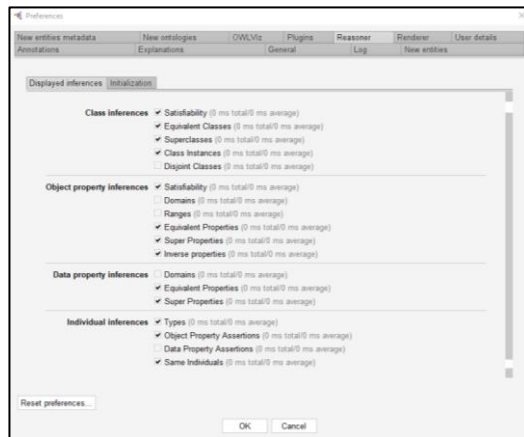 Preferences
New entities metadata New ontologies OWLViz Plugins Reasoner Renderer User details
Annotations Explanations General Log New entities
Displayed inferences Initialization
Class inferences Satisfiability (0 ms total/0 ms average)
Equivalent Classes (0 ms total/0 ms average)
Superclasses (0 ms total/0 ms average)
Class Instances (0 ms total/0 ms average)
Disjoint Classes (0 ms total/0 ms average)
Object property inferences Satisfiability (0 ms total/0 ms average)
Domains (0 ms total/0 ms average)
Ranges (0 ms total/0 ms average)
Equivalent Properties (0 ms total/0 ms average)
Super Properties (0 ms total/0 ms average)
Inverse properties (0 ms total/0 ms average)
Data property inferences Domains (0 ms total/0 ms average)
Equivalent Properties (0 ms total/0 ms average)
Super Properties (0 ms total/0 ms average)
Individual inferences Types (0 ms total/0 ms average)
Object Property Assertions (0 ms total/0 ms average)
Data Property Assertions (0 ms total/0 ms average)
Same Individuals (0 ms total/0 ms average)
Reset preferences...
OK Cancel